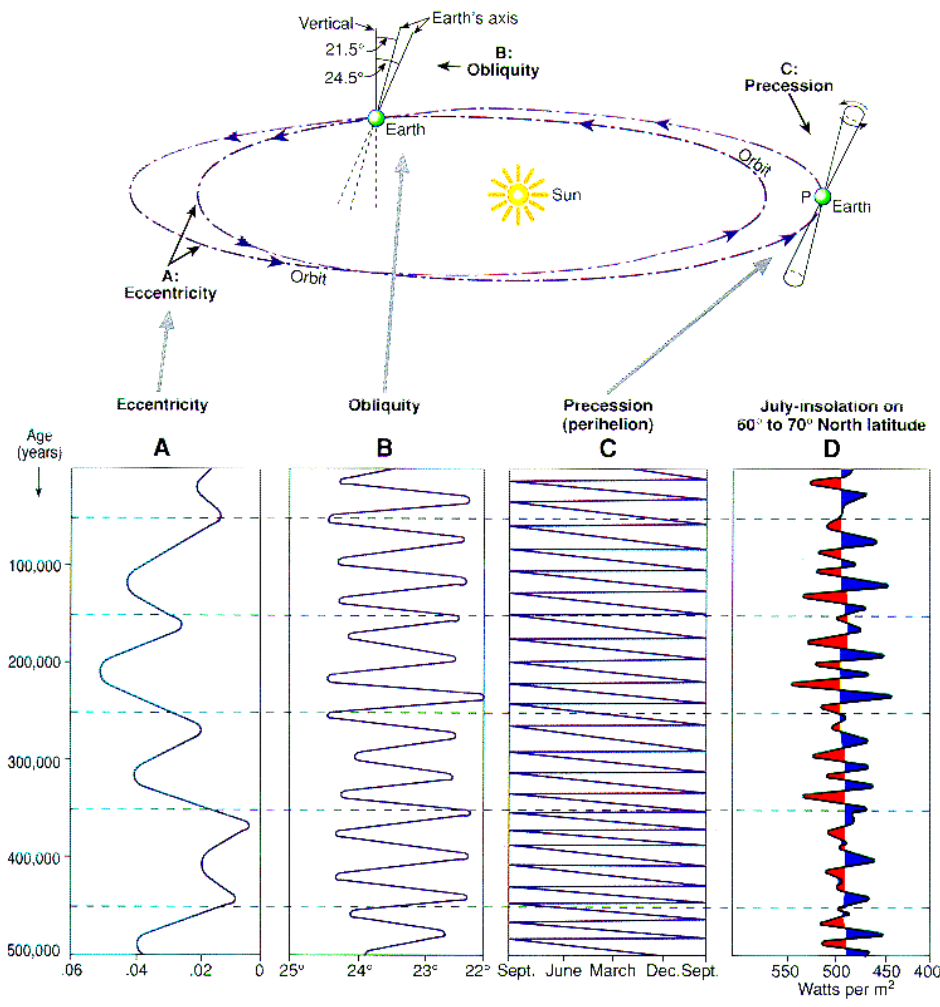 Vertical
Earth's axis
21.5°
24.5°
B:
Obliquity
C:
Precession
Earth
Orbit
Sun
P
Earth
A:
Eccentricity
Orbit
Eccentricity
Obliquity
Precession
(perihelion)
July-insolation on
60° to 70° North latitude
Age
(years)
A
B
C
D
100,000
200,000
300,000
400,000
500,000
.06 .04 .02 0
25° 24° 23° 22°
Sept. June March Dec. Sept.
550 500 450 400
Watts per m²